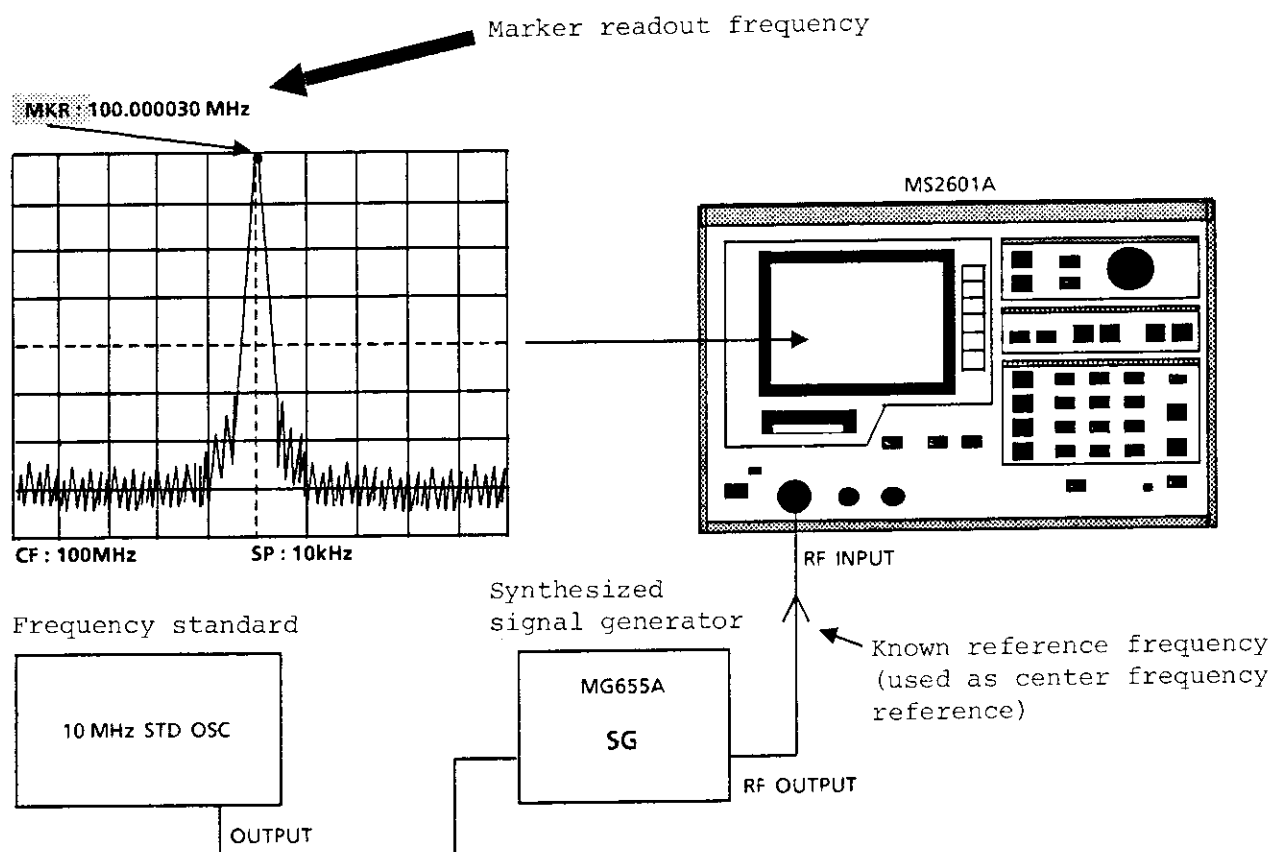 Marker readout frequency
MKR : 100.000030 MHz
MS2601A
CF : 100MHz
SP : 10kHz
RF INPUT
Synthesized
signal generator
Frequency standard
Known reference frequency
(used as center frequency
reference)
MG655A
SG
10 MHz STD OSC
RF OUTPUT
OUTPUT